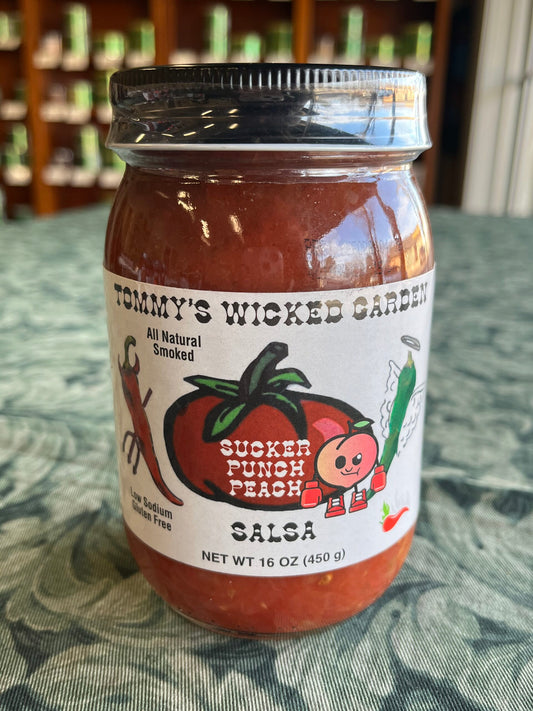 TOMMY'S WICKED GARDEN
All Natural
Smoked
SUCKER
PUNCH
PEACH
Low Sodium
Gluten Free
SALSA
NET WT 16 OZ (450 g)